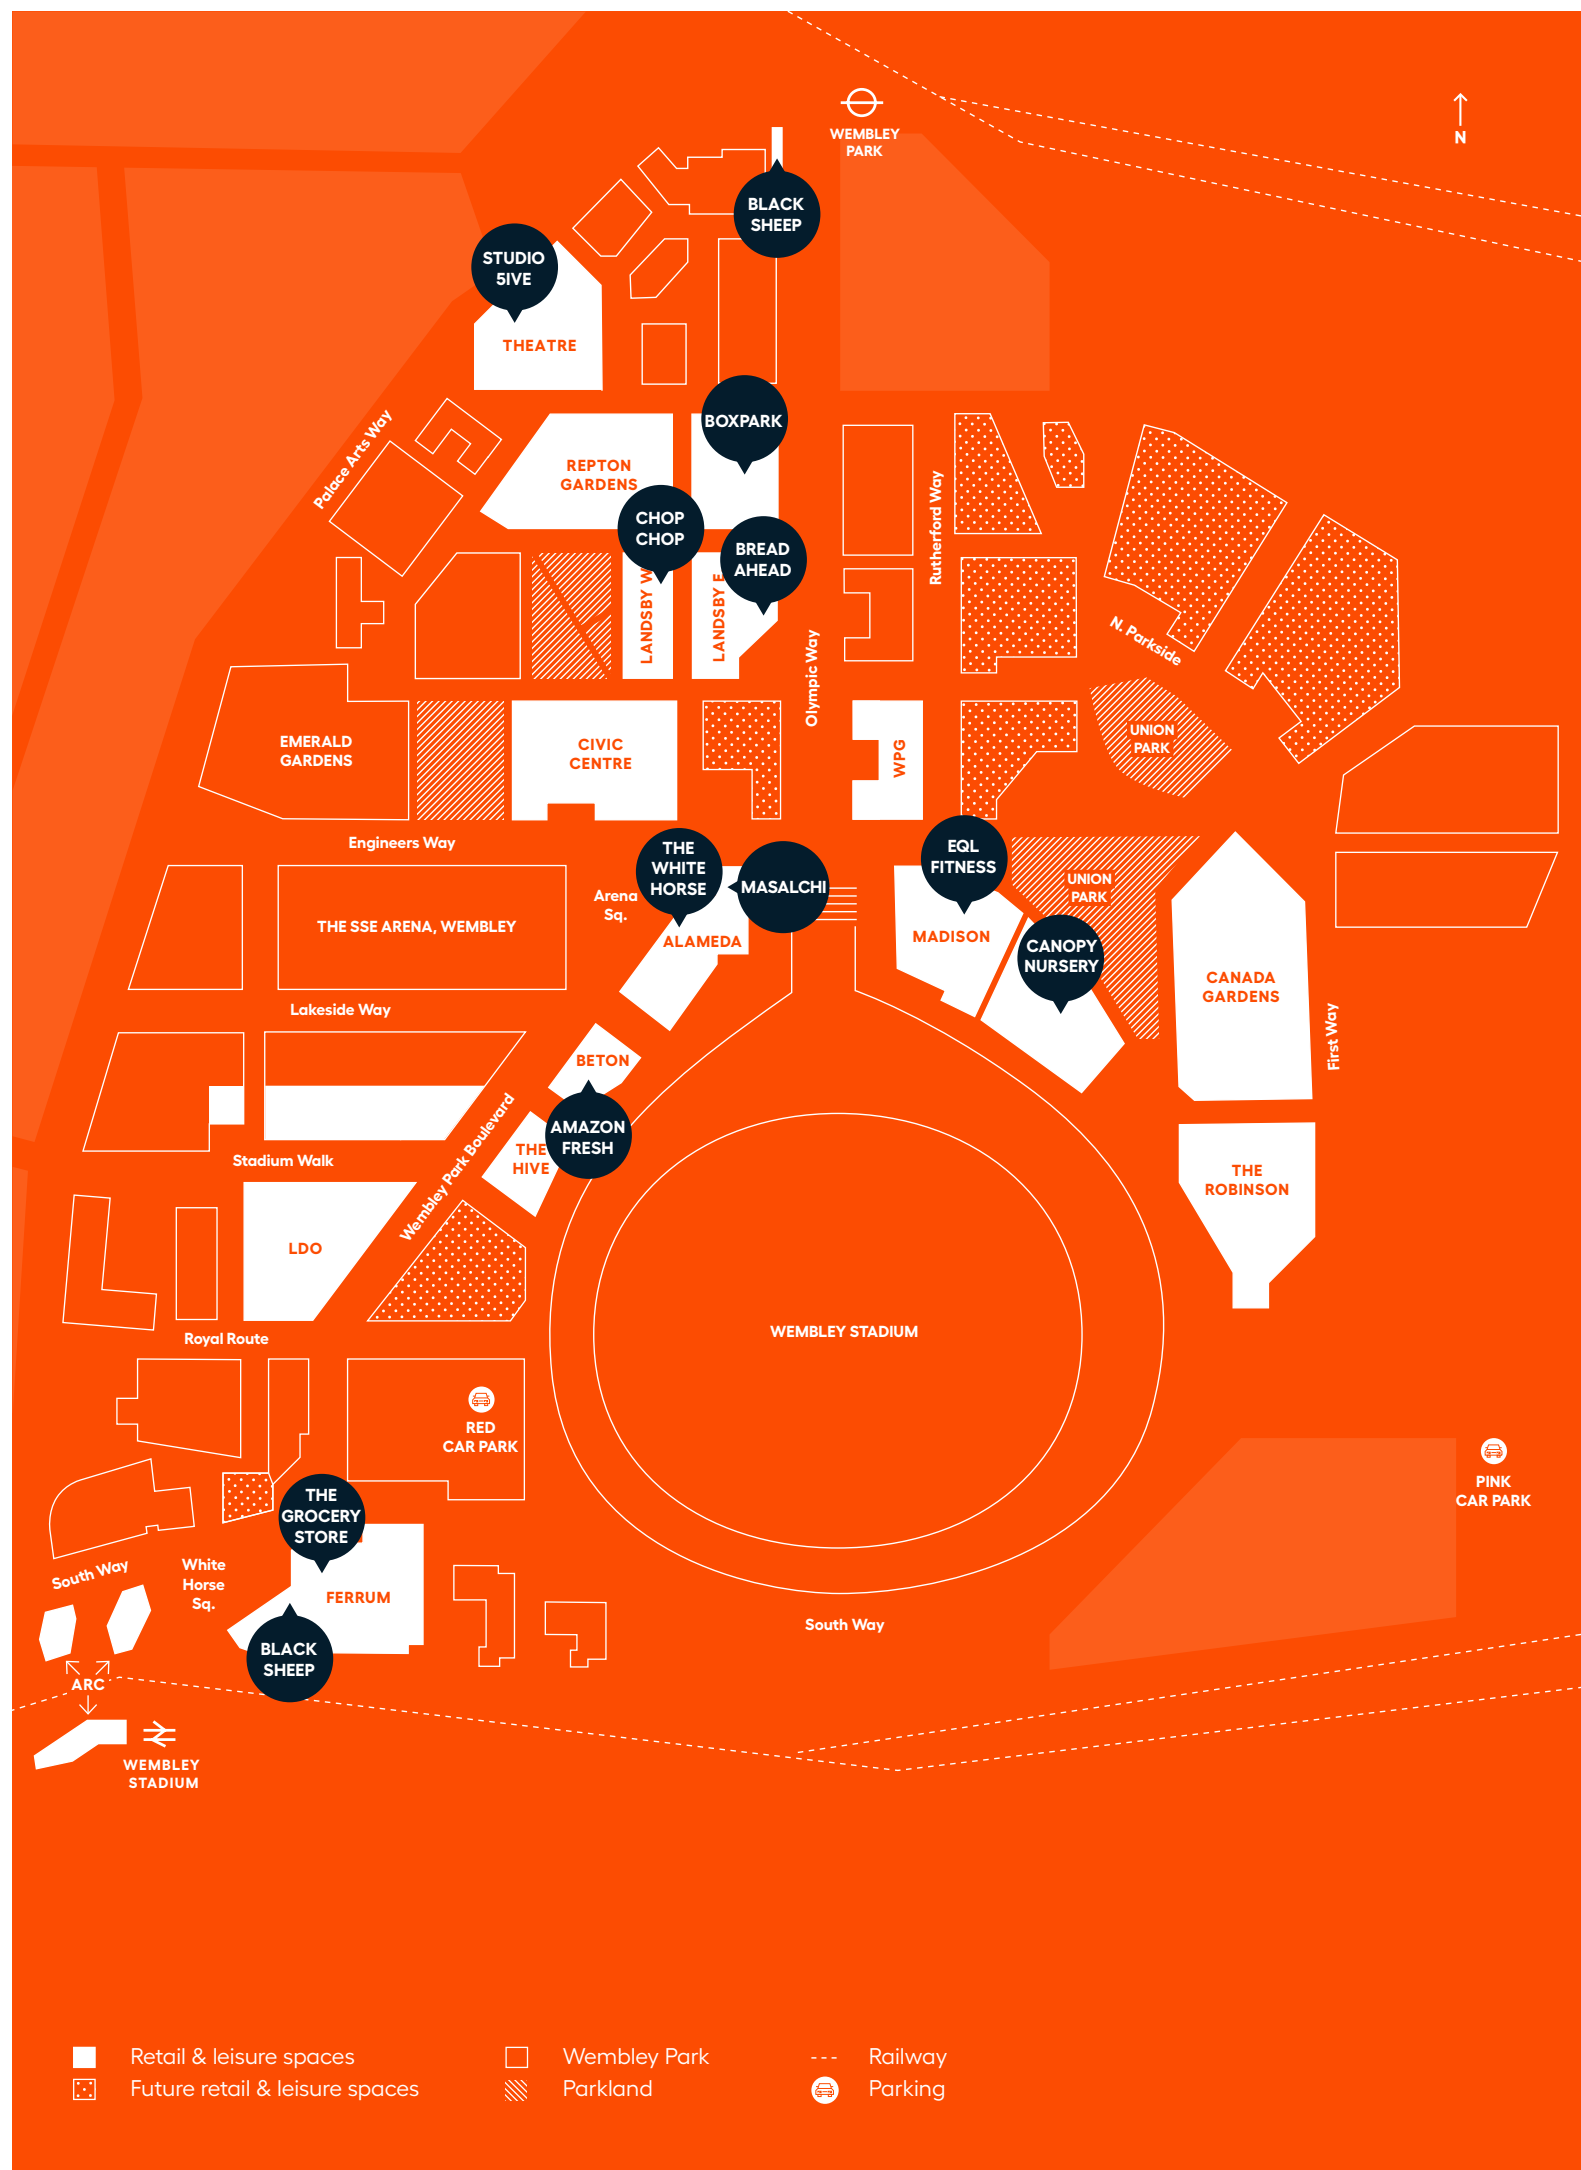 WEMBLEY
PARK
N
BLACK
SHEEP
STUDIO
5IVE
THEATRE
BOXPARK
Palace Arts Way
REPTON
GARDENS
CHOP
CHOP
BREAD
AHEAD
LANDSBY W
LANDSBY E
Rutherford Way
Olympic Way
N. Parkside
UNION
PARK
EMERALD
GARDENS
CIVIC
CENTRE
WPG
Engineers Way
THE
WHITE
HORSE
MASALCHI
EQL
FITNESS
UNION
PARK
Arena
Sq.
THE SSE ARENA, WEMBLEY
ALAMEDA
MADISON
CANOPY
NURSERY
CANADA
GARDENS
Lakeside Way
First Way
BETON
AMAZON
FRESH
Wembley Park Boulevard
THE
HIVE
Stadium Walk
THE
ROBINSON
LDO
WEMBLEY STADIUM
Royal Route
RED
CAR PARK
PINK
CAR PARK
THE
GROCERY
STORE
South Way
White
Horse
Sq.
FERRUM
South Way
BLACK
SHEEP
ARC
WEMBLEY
STADIUM
Retail & leisure spaces
Future retail & leisure spaces
Wembley Park
Parkland
Railway
Parking